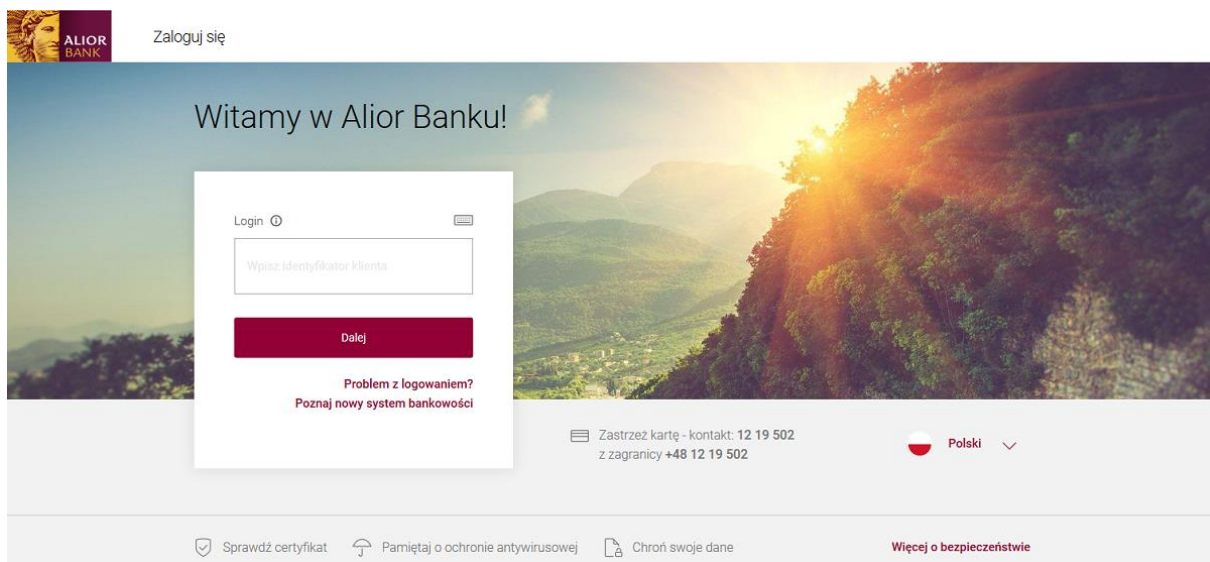 ALIOR
BANK
Zaloguj się
Witamy w Alior Banku!
Login
Wpisz identyfikator klienta
Dalej
Problem z logowaniem?
Poznaj nowy system bankowości
Zastrzeż kartę - kontakt: 12 19 502
z zagranicy +48 12 19 502
Polski
Sprawdź certyfikat
Pamiętaj o ochronie antywirusowej
Chroń swoje dane
Więcej o bezpieczeństwie